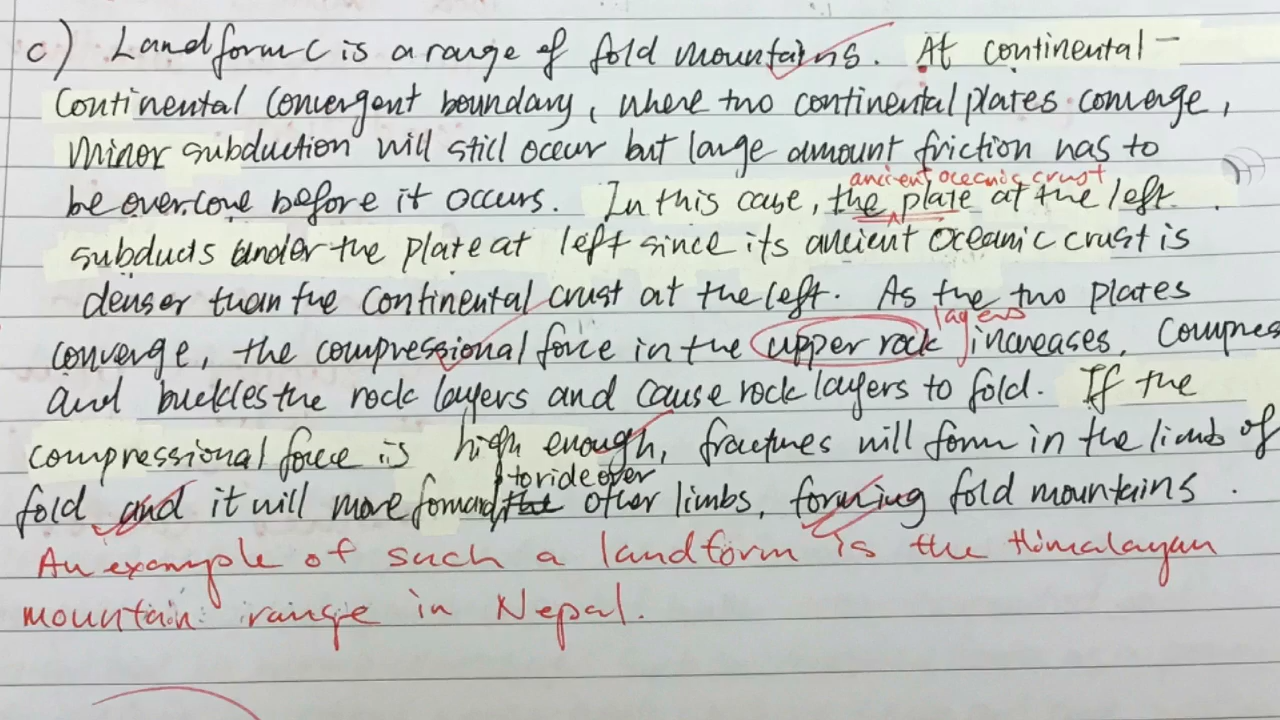 c) Landform C is a range of fold mountains. At continental-
continental convergent boundary, where two continental plates converge,
minor subduction will still occur but large amount friction has to
be overcome before it occurs. In this case, the plate at the left
ancient oceanic crust
subducts under the plate at left since its ancient oceanic crust is
denser than the continental crust at the left. As the two plates
converge, the compressional force in the upper rock increases. Compres
layers
and buckles the rock layers and cause rock layers to fold. If the
compressional force is high enough, fractures will form in the limb of
fold and it will move forward the other limbs, forming fold mountains.
to ride over
An example of such a landform is the Himalayan
mountain range in Nepal.